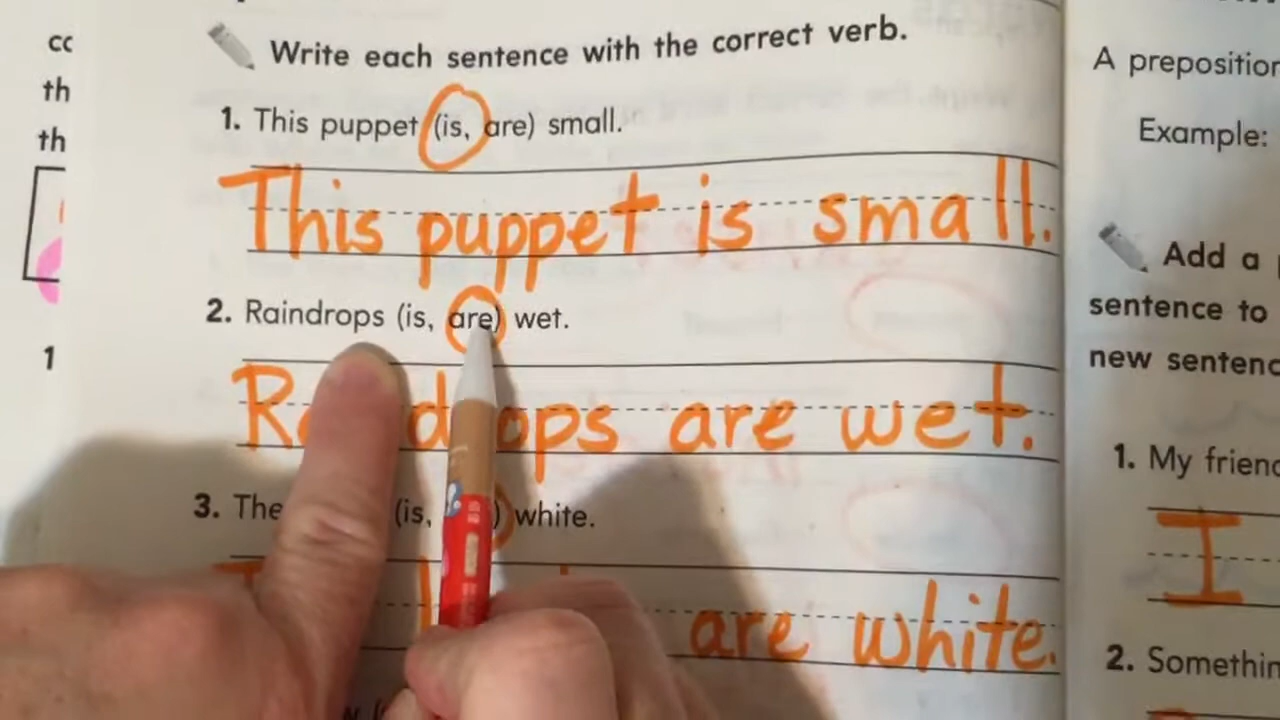 cc
th
th
1
Write each sentence with the correct verb.
1. This puppet (is, are) small.
This puppet is small.
2. Raindrops (is, are) wet.
drops are wet.
3. The (is, ) white.
are white.
A preposition
Example:
Add a
sentence to
new sentenc
1. My friend
I
2. Somethin